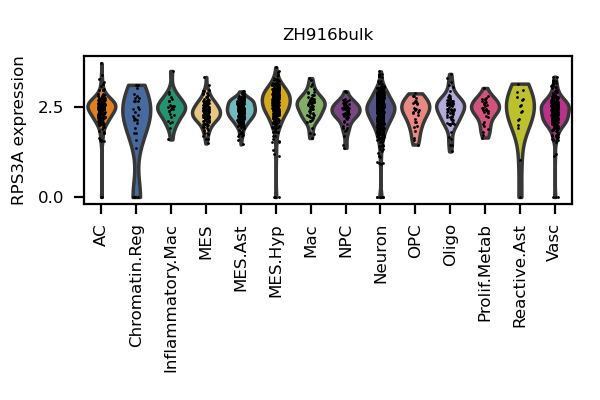 ZH916bulk
RPS3A expression
2.5
0.0
AC
Chromatin.Reg
Inflammatory.Mac
MES
MES.Ast
MES.Hyp
Mac
NPC
Neuron
OPC
Oligo
Prolif.Metab
Reactive.Ast
Vasc